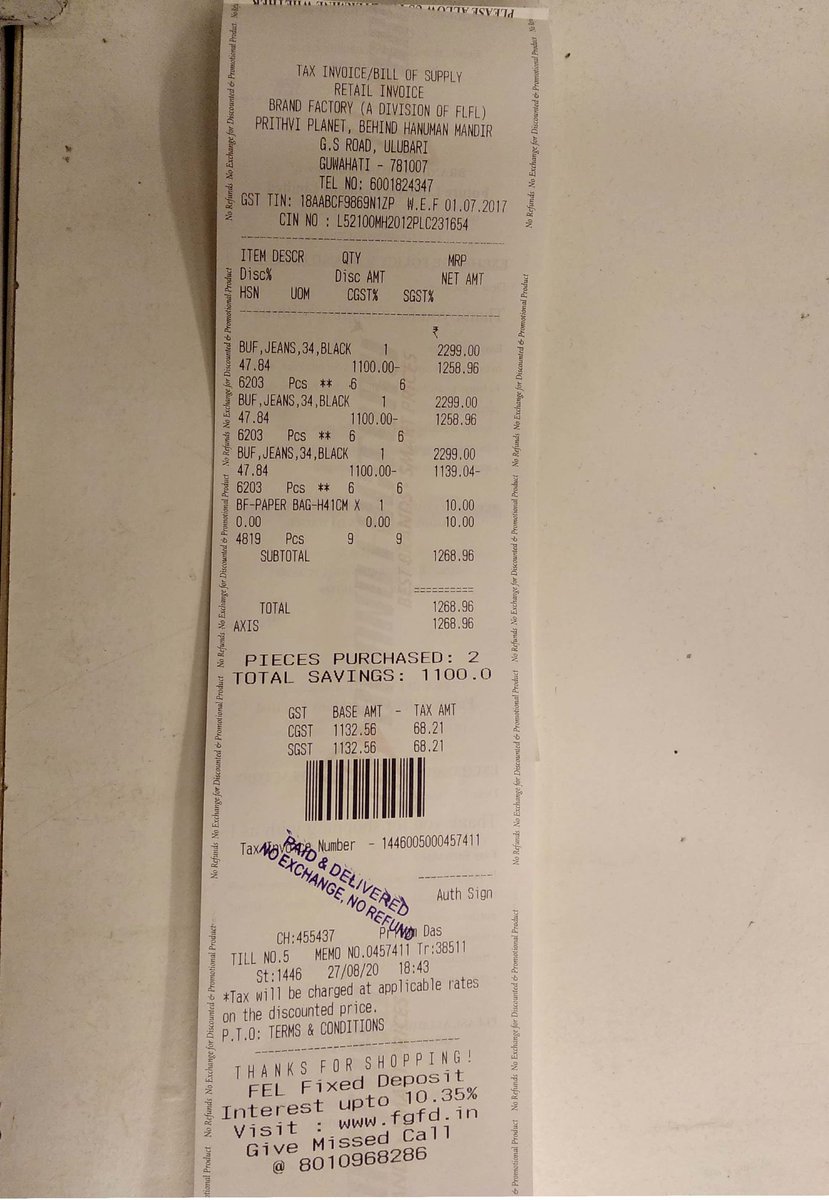 TAX INVOICE/BILL OF SUPPLY
RETAIL INVOICE
BRAND FACTORY (A DIVISION OF FLFL)
PRITHVI PLANET, BEHIND HANUMAN MANDIR
G.S ROAD, ULUBARI
GUWAHATI - 781007
TEL NO: 6001824347
GST TIN: 18AABCF9869N1ZP W.E.F 01.07.2017
CIN NO : L52100MH2012PLC231654
ITEM DESCR QTY MRP
Disc% Disc AMT NET AMT
HSN UOM CGST% SGST%
₹
BUF,JEANS,34,BLACK 1 2299.00
47.84 1100.00- 1258.96
6203 Pcs ** 6 6
BUF,JEANS,34,BLACK 1 2299.00
47.84 1100.00- 1258.96
6203 Pcs ** 6 6
BUF,JEANS,34,BLACK 1 2299.00
47.84 1100.00- 1139.04-
6203 Pcs ** 6 6
BF-PAPER BAG-H41CM X 1 10.00
0.00 0.00 10.00
4819 Pcs 9 9
SUBTOTAL 1268.96
==========
TOTAL 1268.96
AXIS 1268.96
PIECES PURCHASED: 2
TOTAL SAVINGS: 1100.0
GST BASE AMT - TAX AMT
CGST 1132.56 68.21
SGST 1132.56 68.21
Tax Invoice Number - 1446005000457411
PAID & DELIVERED
NO EXCHANGE, NO REFUND
Auth Sign
CH:455437 Das
TILL NO.5 MEMO NO.0457411 Tr:38511
St:1446 27/08/20 18:43
*Tax will be charged at applicable rates
on the discounted price.
P.T.O: TERMS & CONDITIONS
THANKS FOR SHOPPING!
FEL Fixed Deposit
Interest upto 10.35%
Visit : www.fgfd.in
Give Missed Call
@ 8010968286
No Refunds No Exchange for Discounted & Promotional Product